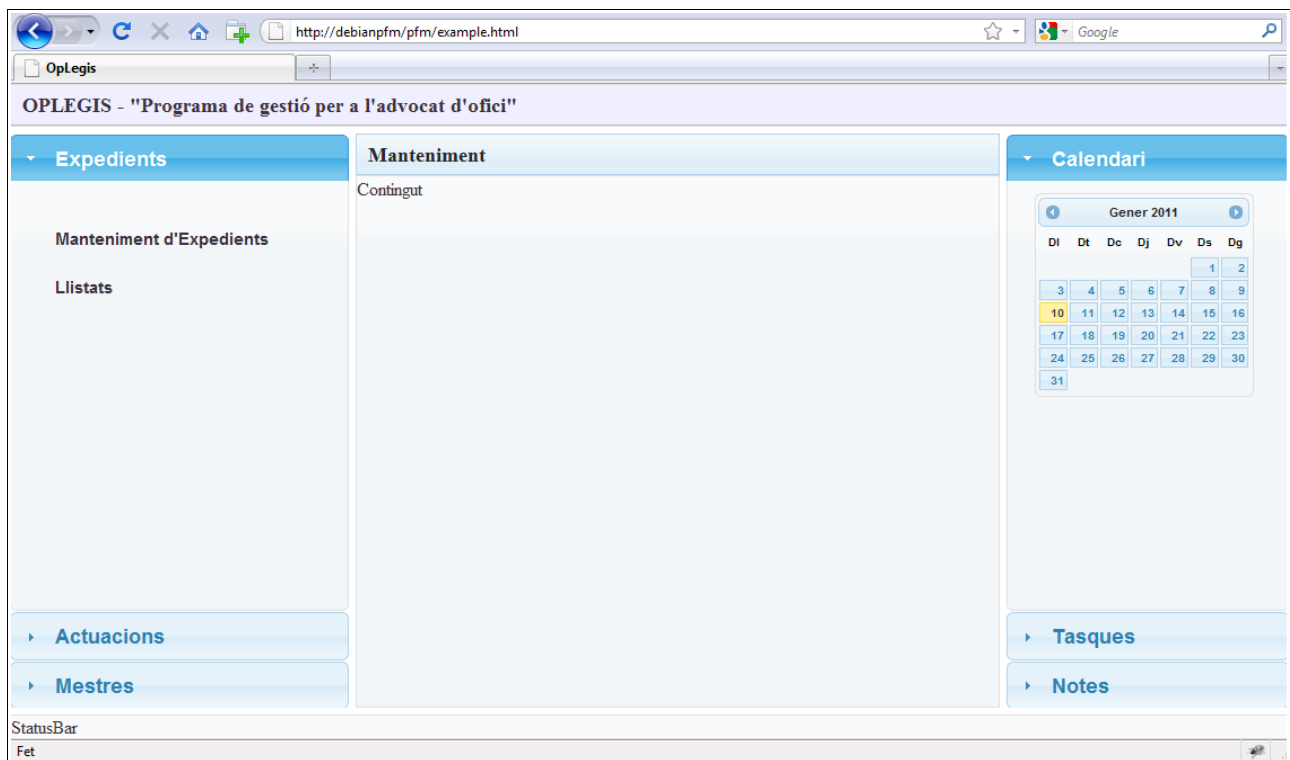 http://debianpfm/pfm/example.html
Google
OpLegis
OPLEGIS - "Programa de gestió per a l'advocat d'ofici"
Expedients
Manteniment d'Expedients
Llistats
Actuacions
Mestres
Manteniment
Contingut
Calendari
Gener 2011
Dl Dt Dc Dj Dv Ds Dg
1 2
3 4 5 6 7 8 9
10 11 12 13 14 15 16
17 18 19 20 21 22 23
24 25 26 27 28 29 30
31
Tasques
Notes
StatusBar
Fet